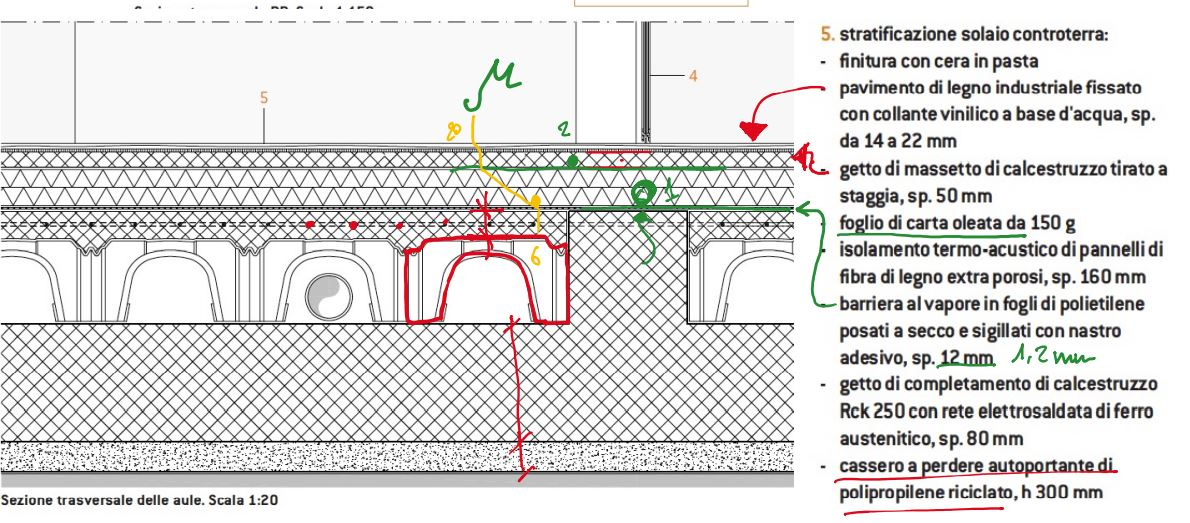 5
4
M
8
2
1
6
Sezione trasversale delle aule. Scala 1:20
5. stratificazione solaio controterra:
- finitura con cera in pasta
- pavimento di legno industriale fissato
con collante vinilico a base d'acqua, sp.
da 14 a 22 mm
- getto di massetto di calcestruzzo tirato a
staggia, sp. 50 mm
- foglio di carta oleata da 150 g
- isolamento termo-acustico di pannelli di
fibra di legno extra porosi, sp. 160 mm
- barriera al vapore in fogli di polietilene
posati a secco e sigillati con nastro
adesivo, sp. 12 mm 1,2 mm
- getto di completamento di calcestruzzo
Rck 250 con rete elettrosaldata di ferro
austenitico, sp. 80 mm
- cassero a perdere autoportante di
polipropilene riciclato, h 300 mm